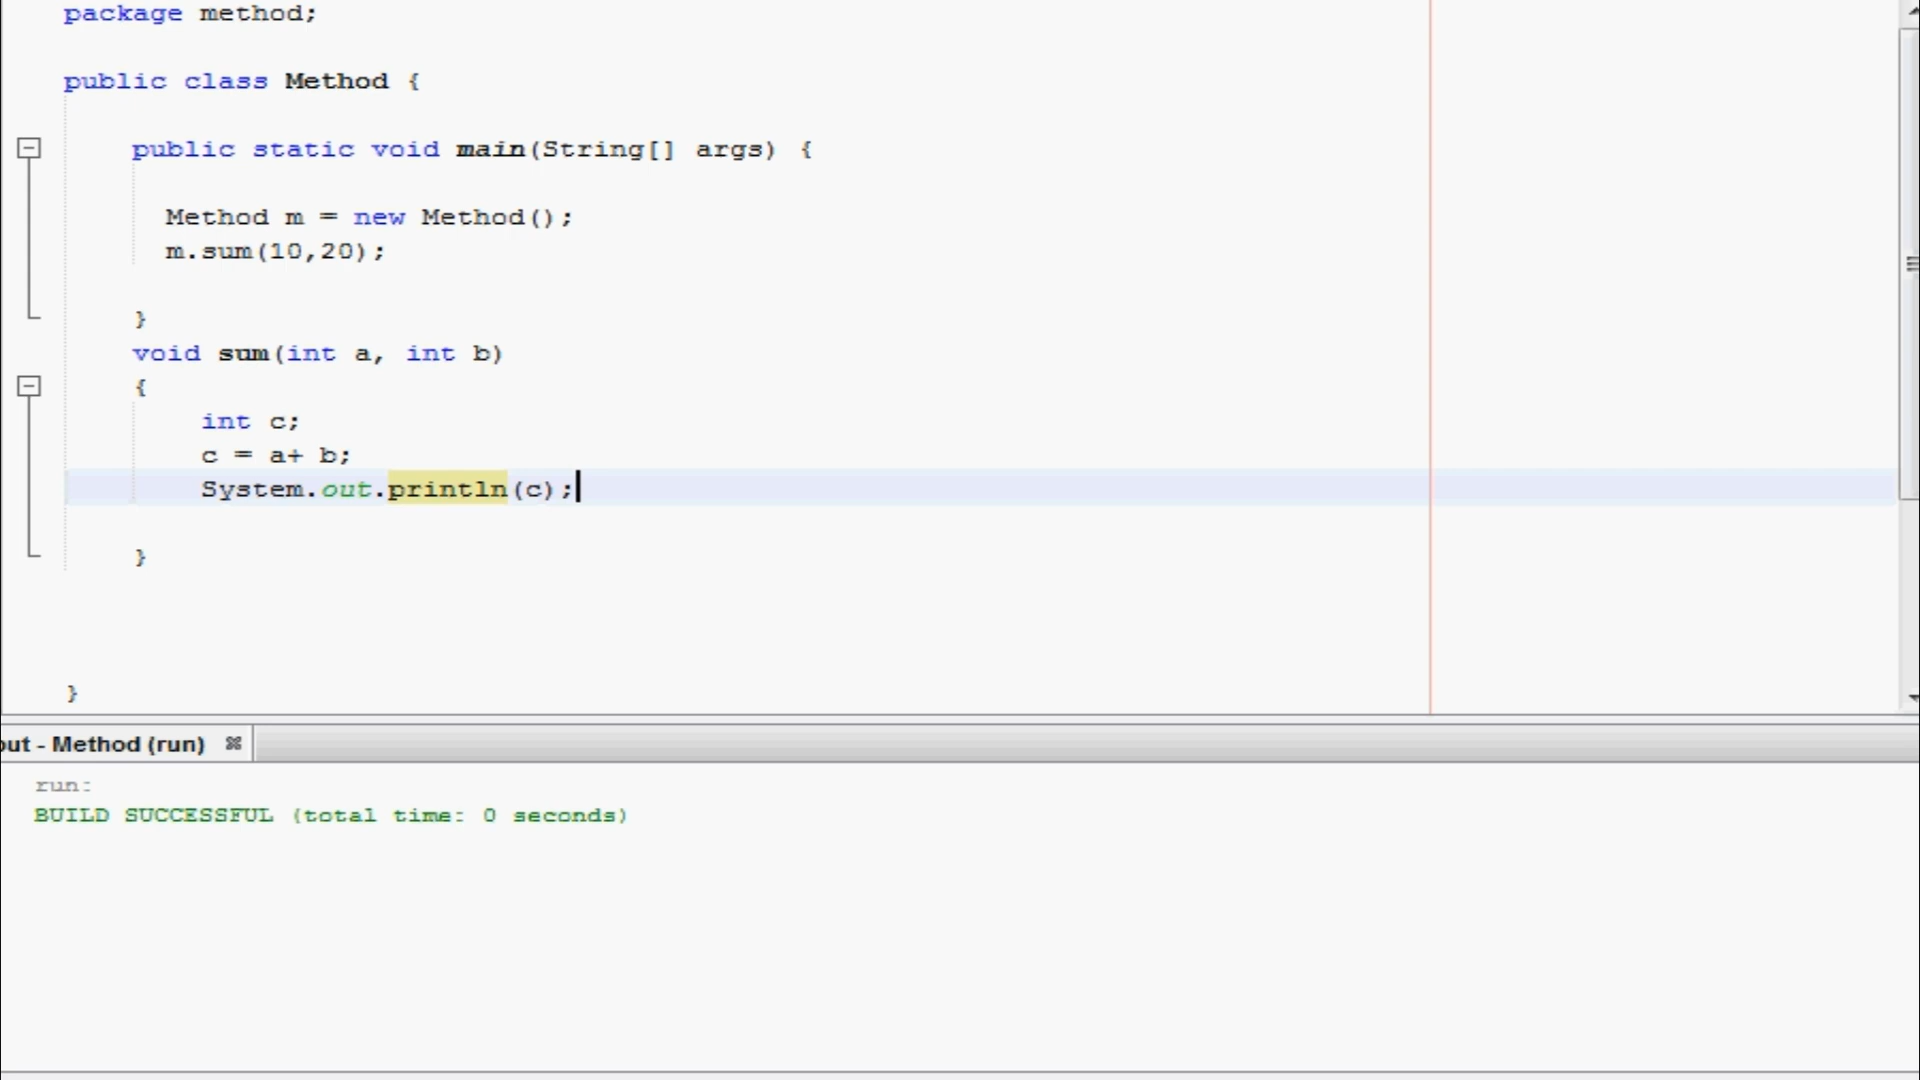 package method;
public class Method {
public static void main(String[] args) {
Method m = new Method();
m.sum(10,20);
}
void sum(int a, int b)
{
int c;
c = a+ b;
System.out.println(c);
}
}
out - Method (run)
run:
BUILD SUCCESSFUL (total time: 0 seconds)